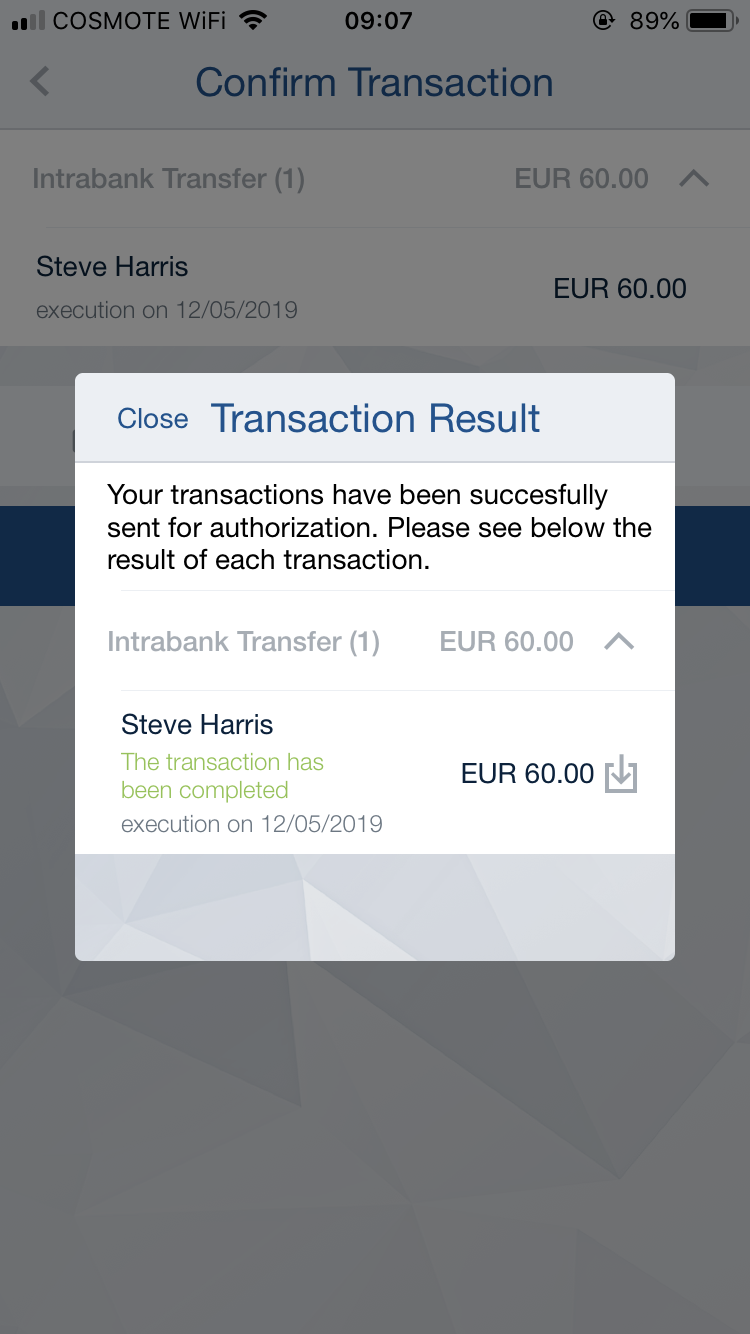 COSMOTE WiFi 09:07 89%
Confirm Transaction
Intrabank Transfer (1) EUR 60.00
Steve Harris
EUR 60.00
execution on 12/05/2019
Close Transaction Result
Your transactions have been succesfully
sent for authorization. Please see below the
result of each transaction.
Intrabank Transfer (1) EUR 60.00
Steve Harris
The transaction has
been completed
EUR 60.00
execution on 12/05/2019